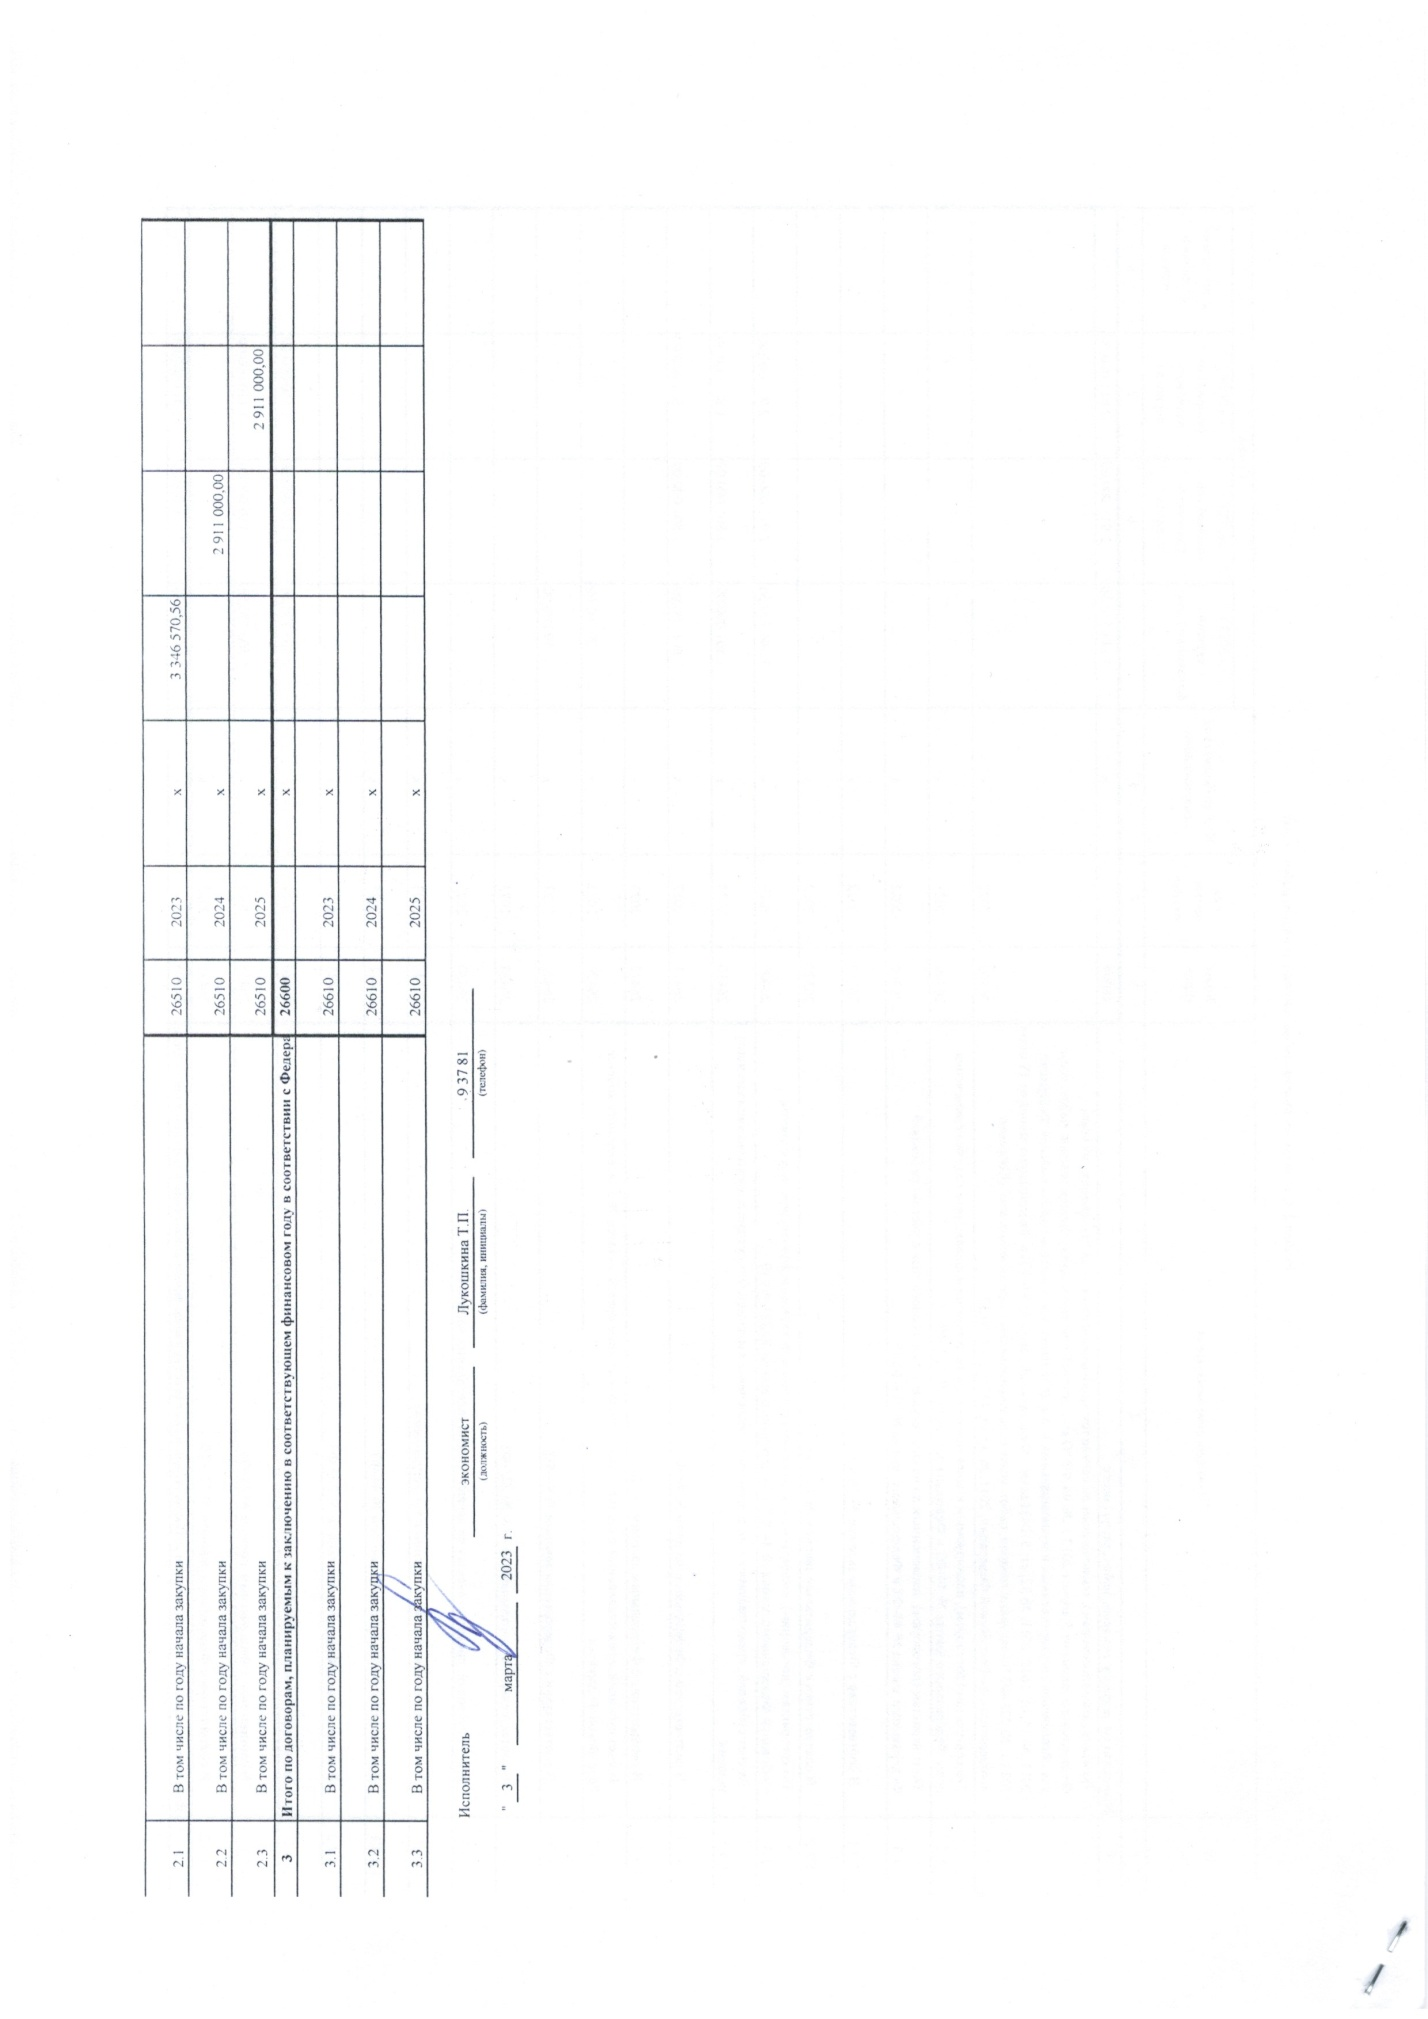 2.1 В том числе по году начала закупки 26510 2023 х 3 346 570,56
2.2 В том числе по году начала закупки 26510 2024 х 2 911 000,00
2.3 В том числе по году начала закупки 26510 2025 х 2 911 000,00
3 Итого по договорам, планируемым к заключению в соответствующем финансовом году в соответствии с Федера 26600 х
3.1 В том числе по году начала закупки 26610 2023 х
3.2 В том числе по году начала закупки 26610 2024 х
3.3 В том числе по году начала закупки 26610 2025 х
Исполнитель экономист Лукошкина Т.П. 9 37 81
(должность) (фамилия, инициалы) (телефон)
" 3 " марта 2023 г.